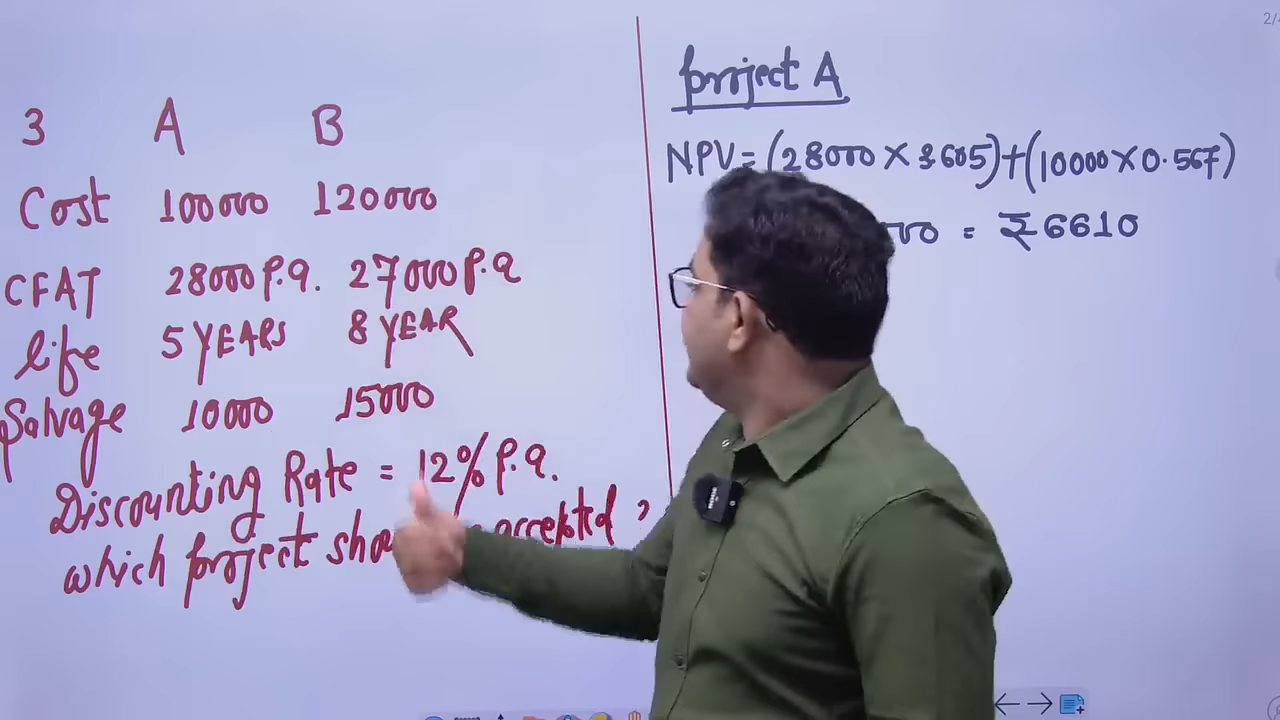 3 A B
Cost 100000 120000
CFAT 28000 P.a. 27000 P.a
life 5 YEARS 8 YEAR
Salvage 10000 15000
Discounting Rate = 12% P.a.
which project accepted ?
project A
NPV = (28000 × 3.605) + (10000 × 0.567)
= ₹ 6610